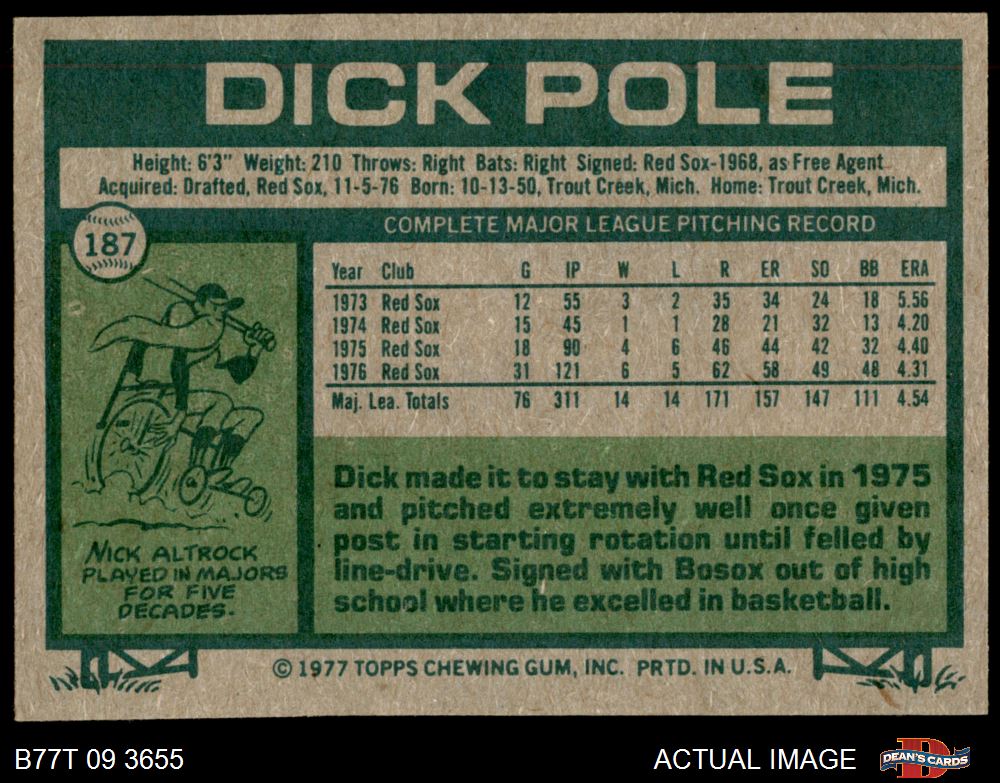 DICK POLE
Height: 6'3" Weight: 210 Throws: Right Bats: Right Signed: Red Sox-1968, as Free Agent
Acquired: Drafted, Red Sox, 11-5-76 Born: 10-13-50, Trout Creek, Mich. Home: Trout Creek, Mich.
187
COMPLETE MAJOR LEAGUE PITCHING RECORD
Year Club G IP W L R ER SO BB ERA
1973 Red Sox 12 55 3 2 35 34 24 18 5.56
1974 Red Sox 15 45 1 1 28 21 32 13 4.20
1975 Red Sox 18 90 4 6 46 44 42 32 4.40
1976 Red Sox 31 121 6 5 62 58 49 48 4.31
Maj. Lea. Totals 76 311 14 14 171 157 147 111 4.54
NICK ALTROCK
PLAYED IN MAJORS
FOR FIVE
DECADES.
Dick made it to stay with Red Sox in 1975
and pitched extremely well once given
post in starting rotation until felled by
line-drive. Signed with Bosox out of high
school where he excelled in basketball.
© 1977 TOPPS CHEWING GUM, INC. PRTD. IN U.S.A.
B77T 09 3655
ACTUAL IMAGE
D
DEAN'S CARDS